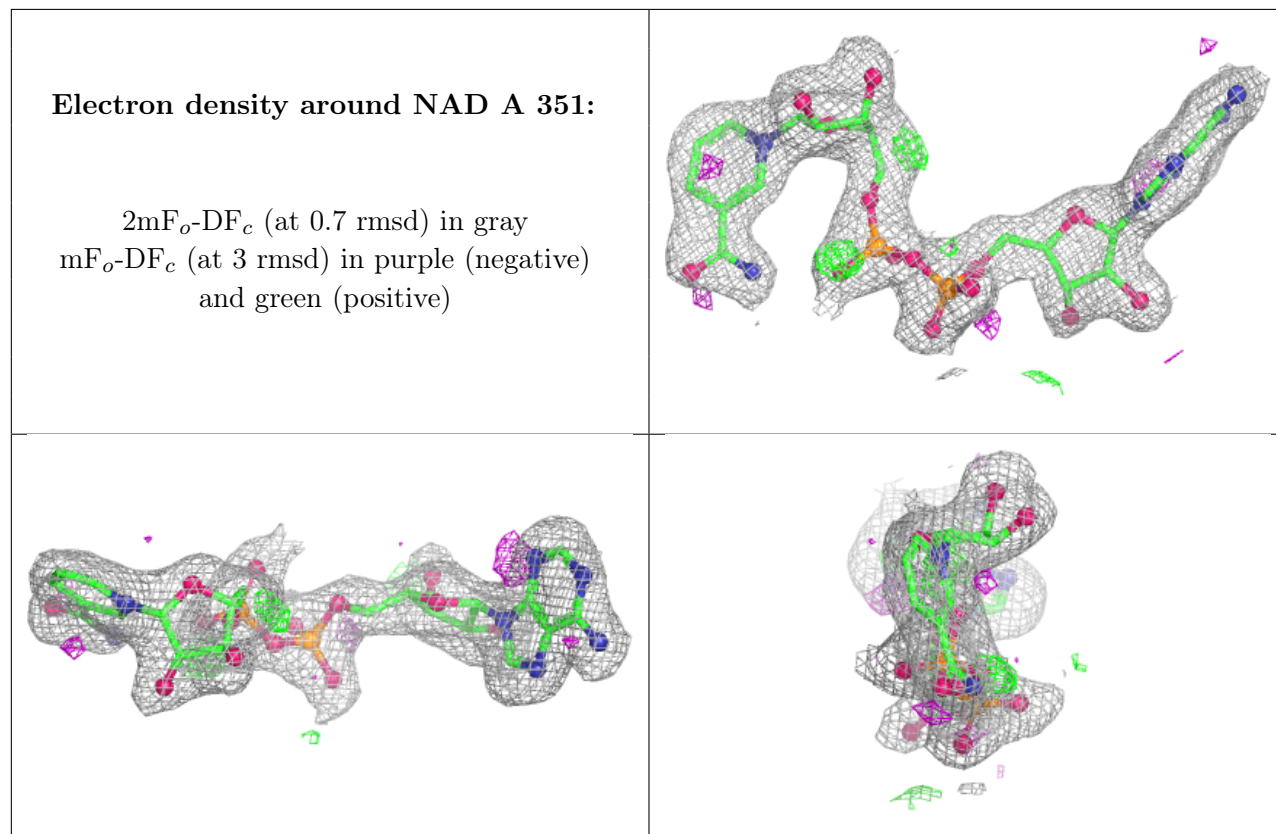 Electron density around NAD A 351:
2mFo-DFc (at 0.7 rmsd) in gray
mFo-DFc (at 3 rmsd) in purple (negative)
and green (positive)